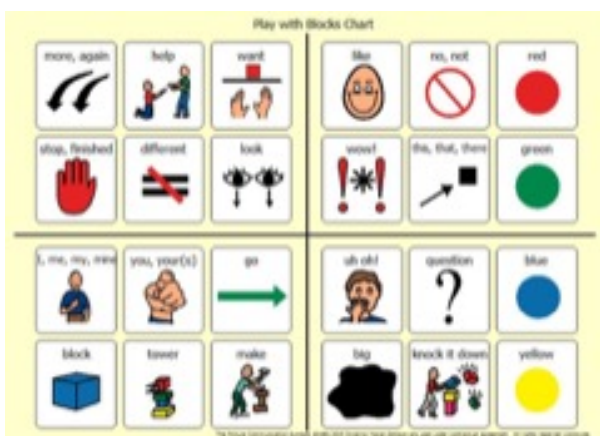 Play with Blocks Chart
more, again help want like no, not red
stop, finished different look wow! this, that, there green
I, me, my, mine you, your(s) go uh oh! question blue
block tower make big knock it down yellow